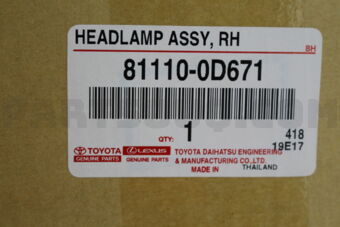 HEADLAMP ASSY, RH
BH
81110-0D671
QTY: 1
418
19E17
TOYOTA LEXUS TOYOTA DAIHATSU ENGINEERING
GENUINE PARTS GENUINE PARTS & MANUFACTURING CO.,LTD.
MADE IN THAILAND